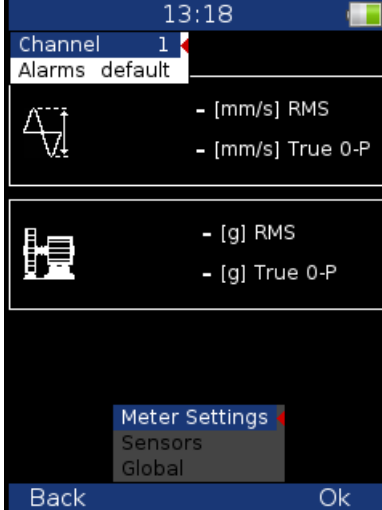 13:18
Channel 1
Alarms default
- [mm/s] RMS
- [mm/s] True 0-P
- [g] RMS
- [g] True 0-P
Meter Settings
Sensors
Global
Back Ok